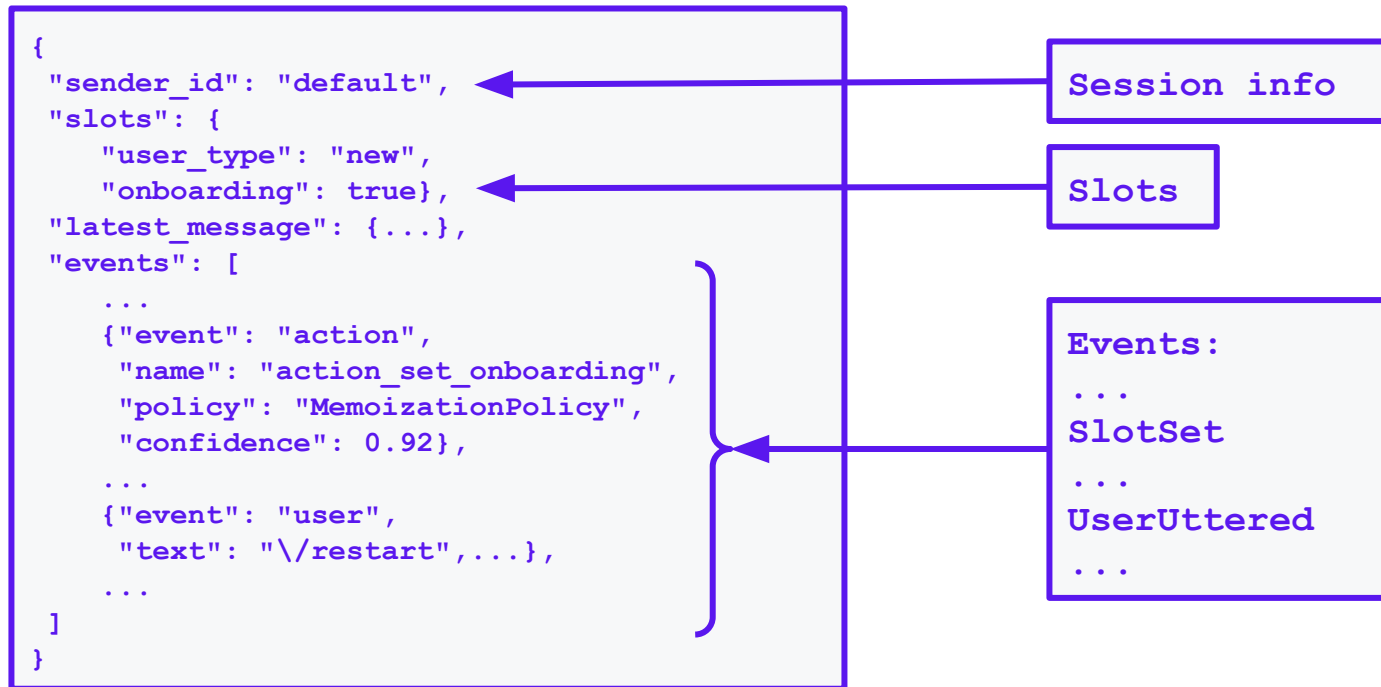 {
"sender_id": "default",
"slots": {
"user_type": "new",
"onboarding": true},
"latest_message": {...},
"events": [
...
{"event": "action",
"name": "action_set_onboarding",
"policy": "MemoizationPolicy",
"confidence": 0.92},
...
{"event": "user",
"text": "\/restart",...},
...
]
}
Session info
Slots
Events:
...
SlotSet
...
UserUttered
...